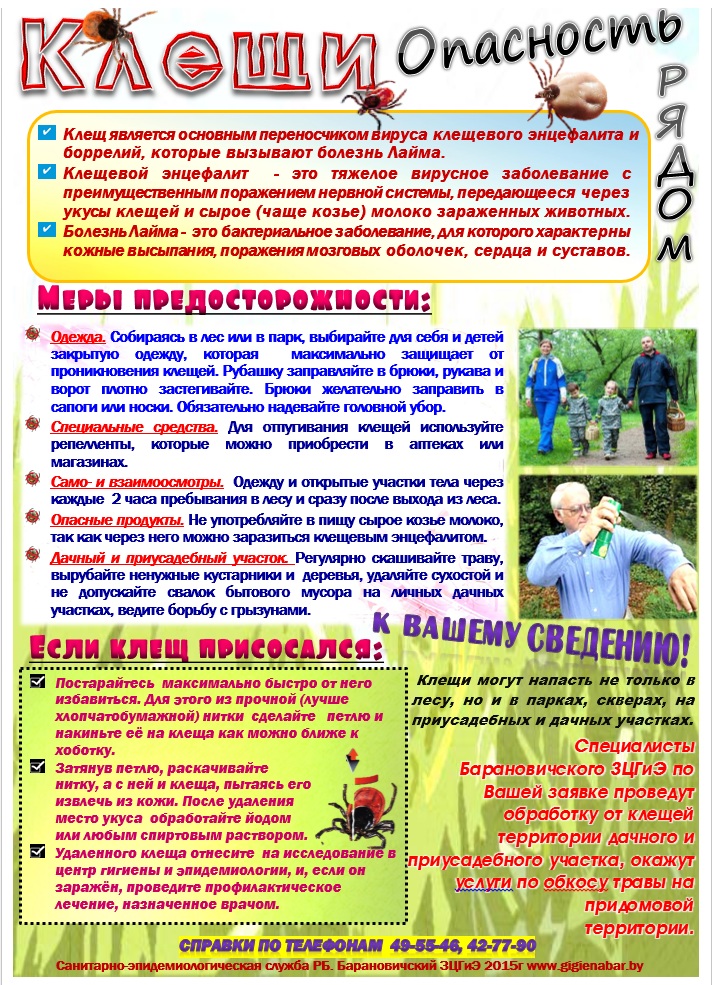 Клещи Опасность
РЯДОМ
Клещ является основным переносчиком вируса клещевого энцефалита и
боррелий, которые вызывают болезнь Лайма.
Клещевой энцефалит - это тяжелое вирусное заболевание с
преимущественным поражением нервной системы, передающееся через
укусы клещей и сырое (чаще козье) молоко зараженных животных.
Болезнь Лайма - это бактериальное заболевание, для которого характерны
кожные высыпания, поражения мозговых оболочек, сердца и суставов.
Меры предосторожности:
Одежда. Собираясь в лес или в парк, выбирайте для себя и детей
закрытую одежду, которая максимально защищает от
проникновения клещей. Рубашку заправляйте в брюки, рукава и
ворот плотно застегивайте. Брюки желательно заправить в
сапоги или носки. Обязательно надевайте головной убор.
Специальные средства. Для отпугивания клещей используйте
репелленты, которые можно приобрести в аптеках или
магазинах.
Само- и взаимоосмотры. Одежду и открытые участки тела через
каждые 2 часа пребывания в лесу и сразу после выхода из леса.
Опасные продукты. Не употребляйте в пищу сырое козье молоко,
так как через него можно заразиться клещевым энцефалитом.
Дачный и приусадебный участок. Регулярно скашивайте траву,
вырубайте ненужные кустарники и деревья, удаляйте сухостой и
не допускайте свалок бытового мусора на личных дачных
участках, ведите борьбу с грызунами.
К ВАШЕМУ СВЕДЕНИЮ!
Если клещ присосался:
Постарайтесь максимально быстро от него
избавиться. Для этого из прочной (лучше
хлопчатобумажной) нитки сделайте петлю и
накиньте её на клеща как можно ближе к
хоботку.
Затянув петлю, раскачивайте
нитку, а с ней и клеща, пытаясь его
извлечь из кожи. После удаления
место укуса обработайте йодом
или любым спиртовым раствором.
Удаленного клеща отнесите на исследование в
центр гигиены и эпидемиологии, и, если он
заражён, проведите профилактическое
лечение, назначенное врачом.
Клещи могут напасть не только в
лесу, но и в парках, скверах, на
приусадебных и дачных участках.
Специалисты
Барановичского ЗЦГиЭ по
Вашей заявке проведут
обработку от клещей
территории дачного и
приусадебного участка, окажут
услуги по обкосу травы на
придомовой
территории.
СПРАВКИ ПО ТЕЛЕФОНАМ 49-55-46, 42-77-90
Санитарно-эпидемиологическая служба РБ. Барановичский ЗЦГиЭ 2015г www.gigienabar.by